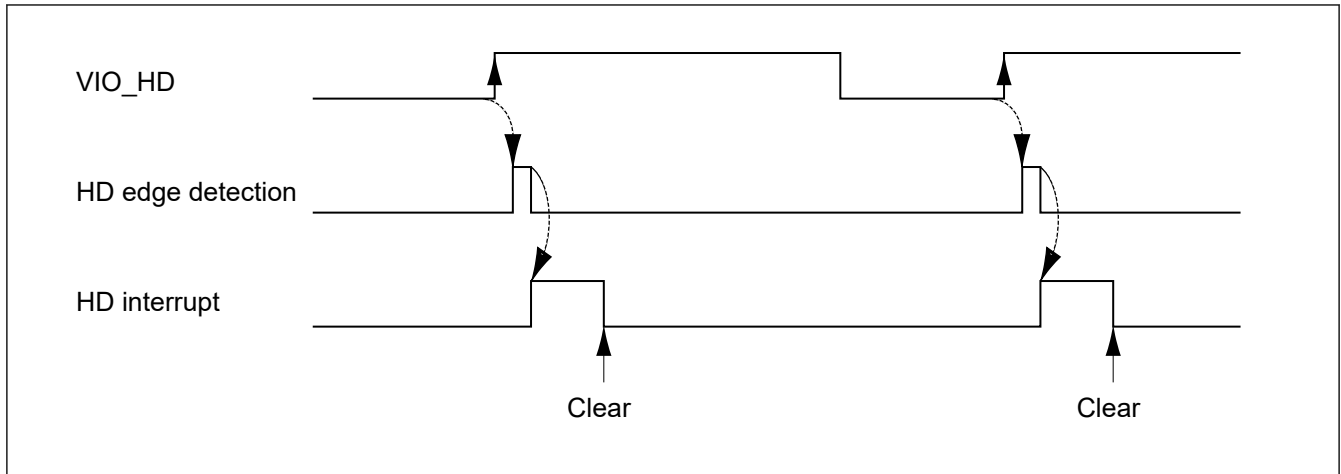 VIO_HD
HD edge detection
HD interrupt
Clear
Clear